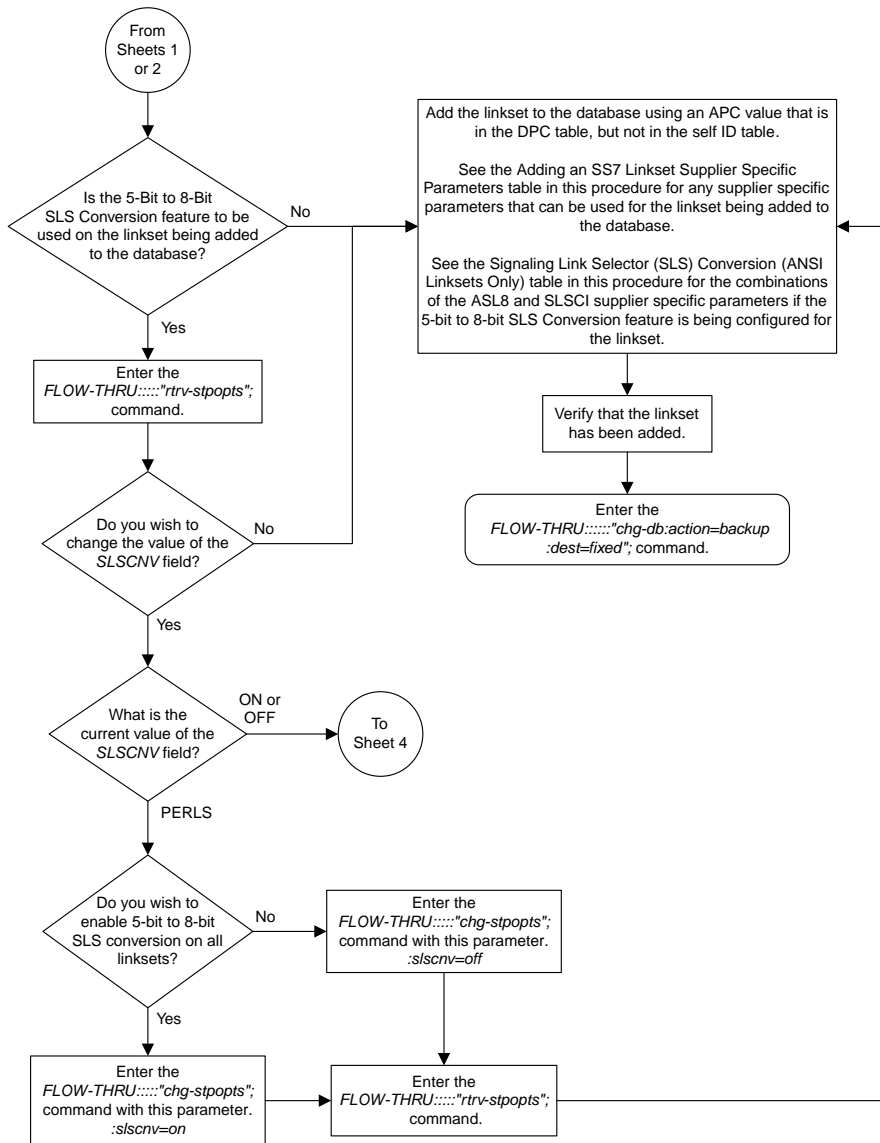 From
Sheets 1
or 2
Is the 5-Bit to 8-Bit
SLS Conversion feature to be
used on the linkset being added
to the database?
No
Yes
Add the linkset to the database using an APC value that is
in the DPC table, but not in the self ID table.
See the Adding an SS7 Linkset Supplier Specific
Parameters table in this procedure for any supplier specific
parameters that can be used for the linkset being added to
the database.
See the Signaling Link Selector (SLS) Conversion (ANSI
Linksets Only) table in this procedure for the combinations
of the ASL8 and SLSCI supplier specific parameters if the
5-bit to 8-bit SLS Conversion feature is being configured for
the linkset.
Enter the
FLOW-THRU:::::"rtrv-stpopts";
command.
Verify that the linkset
has been added.
Do you wish to
change the value of the
SLSCNV field?
No
Yes
Enter the
FLOW-THRU::::::"chg-db:action=backup
:dest=fixed"; command.
What is the
current value of the
SLSCNV field?
ON or
OFF
To
Sheet 4
PERLS
Do you wish to
enable 5-bit to 8-bit
SLS conversion on all
linksets?
No
Yes
Enter the
FLOW-THRU:::::"chg-stpopts";
command with this parameter.
:slscnv=off
Enter the
FLOW-THRU:::::"chg-stpopts";
command with this parameter.
:slscnv=on
Enter the
FLOW-THRU:::::"rtrv-stpopts";
command.